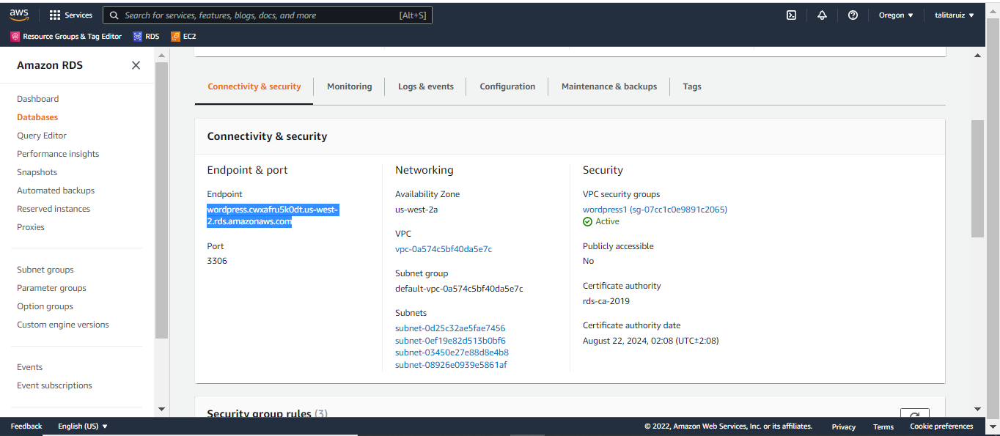 aws
Services
Search for services, features, blogs, docs, and more
[Alt+S]
Oregon ▼
talitaruiz ▼
Resource Groups & Tag Editor
RDS
EC2
Amazon RDS
Dashboard
Databases
Query Editor
Performance insights
Snapshots
Automated backups
Reserved instances
Proxies
Subnet groups
Parameter groups
Option groups
Custom engine versions
Events
Event subscriptions
Connectivity & security
Monitoring
Logs & events
Configuration
Maintenance & backups
Tags
Connectivity & security
Endpoint & port
Endpoint
wordpress.cwxafru5k0dt.us-west-
2.rds.amazonaws.com
Port
3306
Networking
Availability Zone
us-west-2a
VPC
vpc-0a574c5bf40da5e7c
Subnet group
default-vpc-0a574c5bf40da5e7c
Subnets
subnet-0d25c32ae5fae7456
subnet-0ef19e82d513b0bf6
subnet-03450e27e88d8e4b8
subnet-08926e0939e5861af
Security
VPC security groups
wordpress1 (sg-07cc1c0e9891c2065)
Active
Publicly accessible
No
Certificate authority
rds-ca-2019
Certificate authority date
August 22, 2024, 02:08 (UTC±2:08)
Security group rules (3)
Feedback
English (US) ▼
© 2022, Amazon Web Services, Inc. or its affiliates.
Privacy
Terms
Cookie preferences